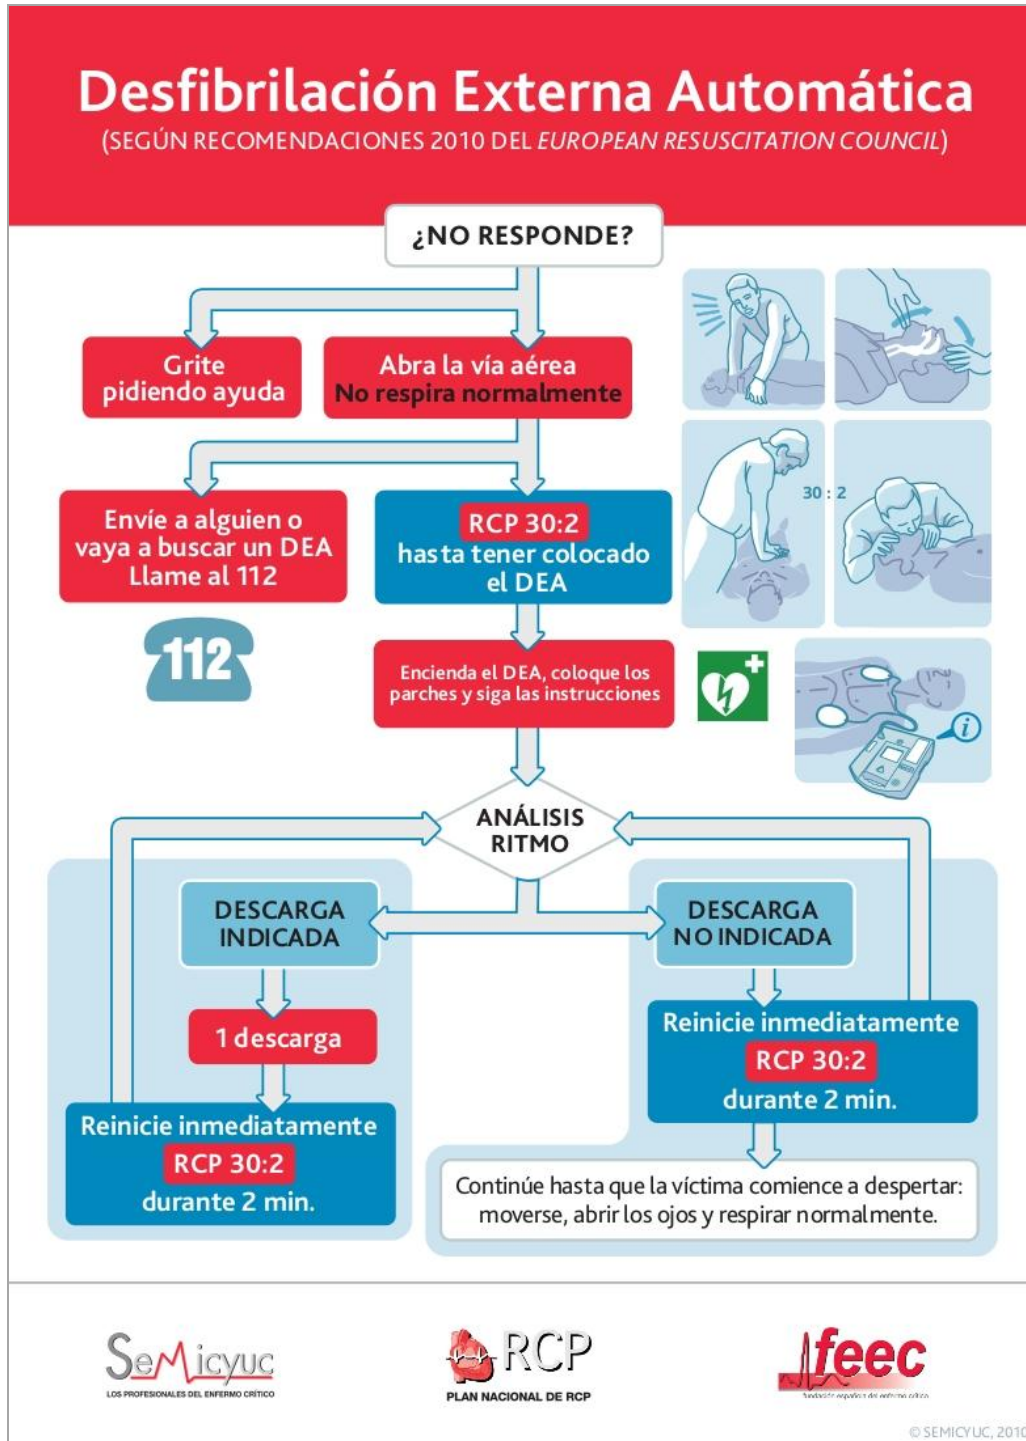 Desfibrilación Externa Automática
(SEGÚN RECOMENDACIONES 2010 DEL EUROPEAN RESUSCITATION COUNCIL)
¿NO RESPONDE?
Grite
pidiendo ayuda
Abra la vía aérea
No respira normalmente
Envíe a alguien o
vaya a buscar un DEA
Llame al 112
RCP 30:2
hasta tener colocado
el DEA
30 : 2
112
Encienda el DEA, coloque los
parches y siga las instrucciones
i
ANÁLISIS
RITMO
DESCARGA
INDICADA
DESCARGA
NO INDICADA
1 descarga
Reinicie inmediatamente
RCP 30:2
durante 2 min.
Reinicie inmediatamente
RCP 30:2
durante 2 min.
Continúe hasta que la víctima comience a despertar:
moverse, abrir los ojos y respirar normalmente.
SeMicyuc
LOS PROFESIONALES DEL ENFERMO CRÍTICO
RCP
PLAN NACIONAL DE RCP
feec
fundación española del enfermo crítico
© SEMICYUC, 2010